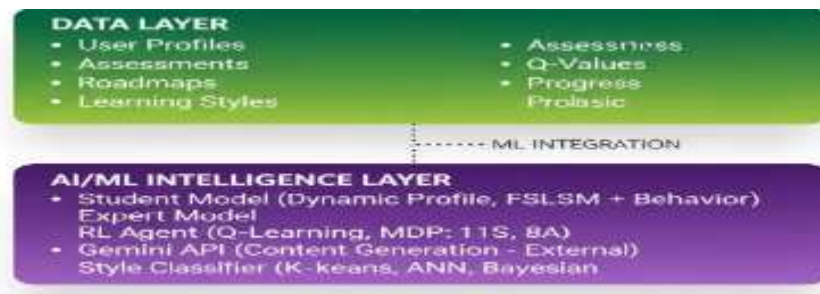 DATA LAYER
• User Profiles
• Assessments
• Roadmaps
• Learning Styles
• Assessness
• Q-Values
• Progress
Prolasic
ML INTEGRATION
AI/ML INTELLIGENCE LAYER
• Student Model (Dynamic Profile, FSLSM + Behavior)
Expert Model
RL Agent (Q-Learning, MDP: 11S, 8A)
• Gemini API (Content Generation - External)
Style Classifier (K-keans, ANN, Bayesian